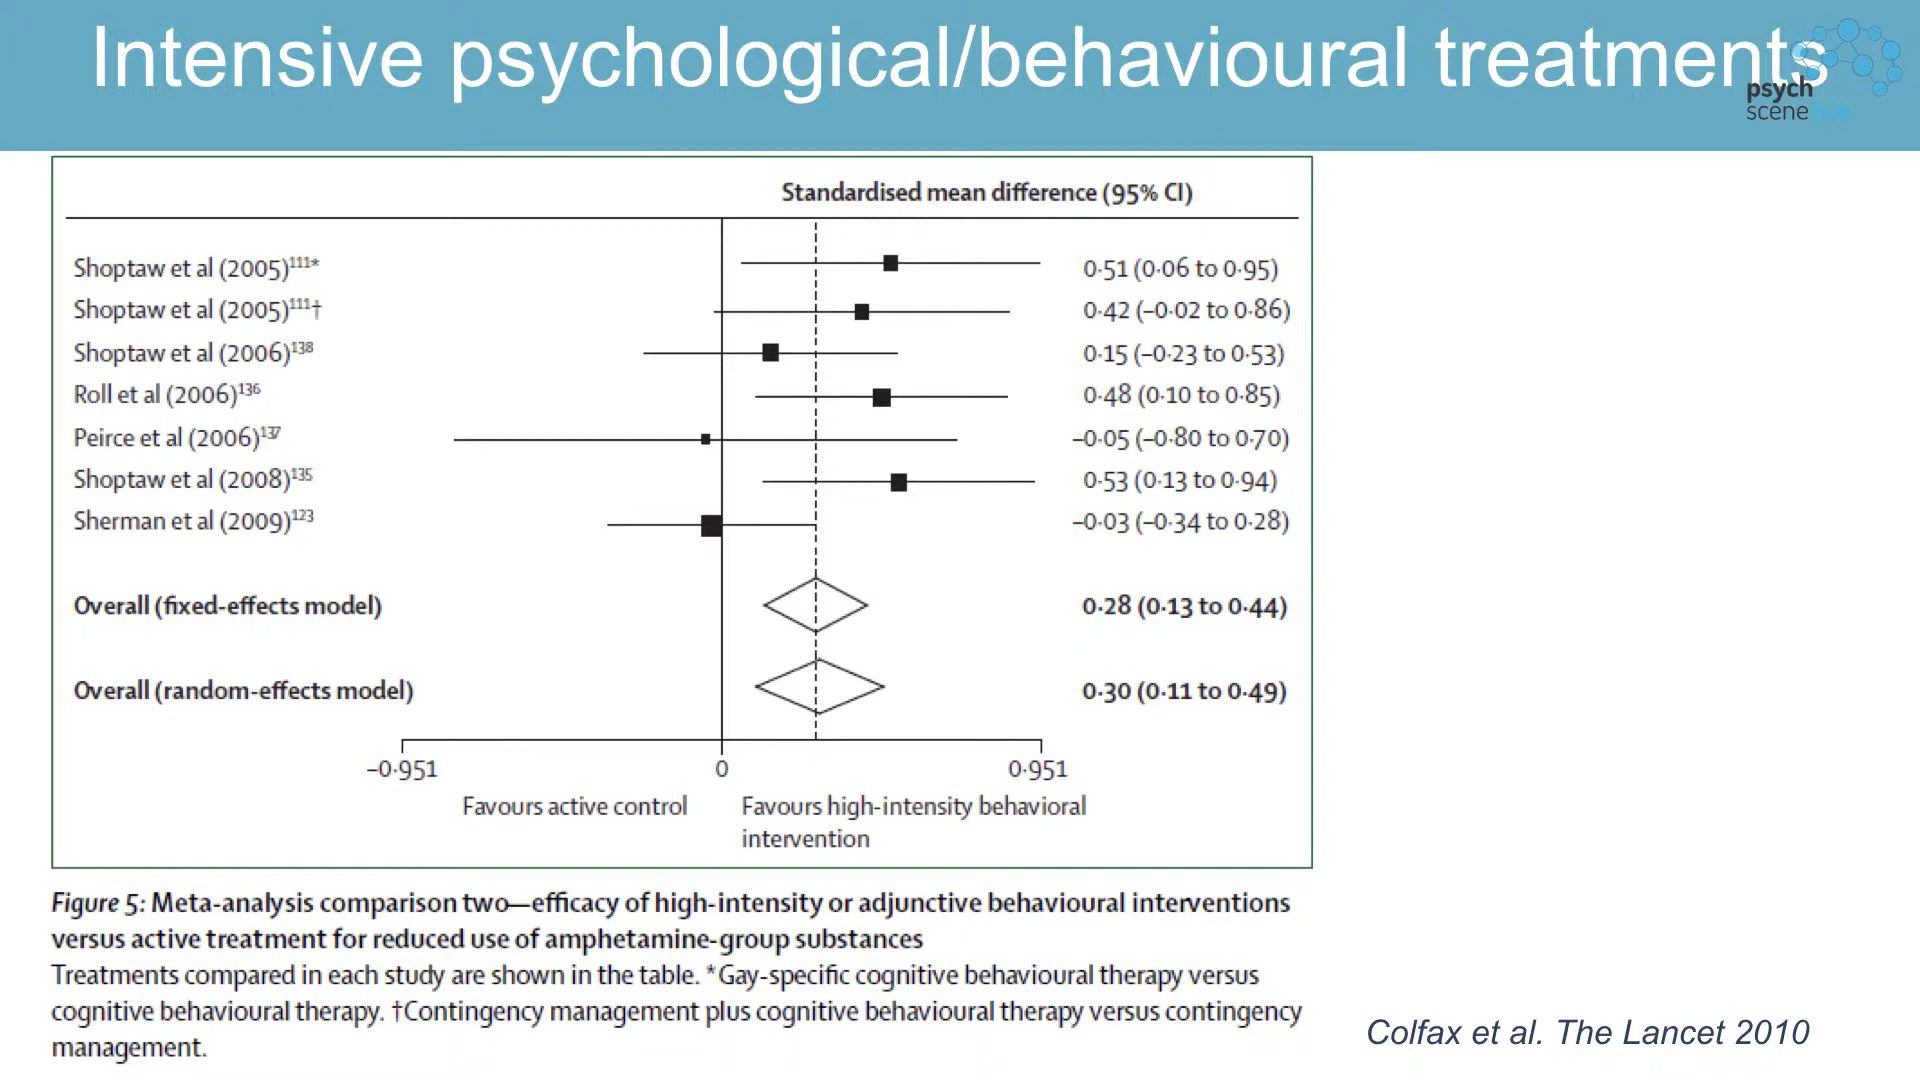 Intensive psychological/behavioural treatments
psych
scene hub
Standardised mean difference (95% CI)
Shoptaw et al (2005)¹¹¹* 0·51 (0·06 to 0·95)
Shoptaw et al (2005)¹¹¹† 0·42 (–0·02 to 0·86)
Shoptaw et al (2006)¹³⁸ 0·15 (–0·23 to 0·53)
Roll et al (2006)¹³⁶ 0·48 (0·10 to 0·85)
Peirce et al (2006)¹³⁷ –0·05 (–0·80 to 0·70)
Shoptaw et al (2008)¹³⁵ 0·53 (0·13 to 0·94)
Sherman et al (2009)¹²³ –0·03 (–0·34 to 0·28)
Overall (fixed-effects model) 0·28 (0·13 to 0·44)
Overall (random-effects model) 0·30 (0·11 to 0·49)
–0·951 0 0·951
Favours active control Favours high-intensity behavioral
intervention
Figure 5: Meta-analysis comparison two—efficacy of high-intensity or adjunctive behavioural interventions
versus active treatment for reduced use of amphetamine-group substances
Treatments compared in each study are shown in the table. *Gay-specific cognitive behavioural therapy versus
cognitive behavioural therapy. †Contingency management plus cognitive behavioural therapy versus contingency
management.
Colfax et al. The Lancet 2010